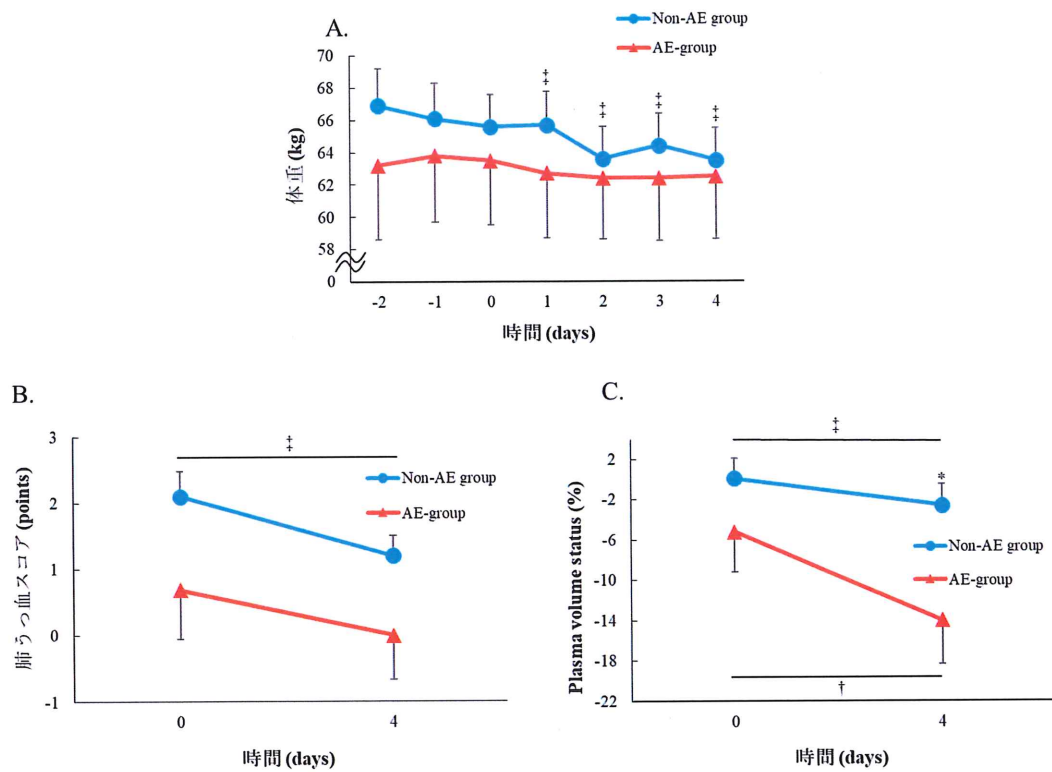 A.
Non-AE group
AE-group
70
68
66
64
62
60
58
0
体重 (kg)
‡
‡
‡
‡
-2 -1 0 1 2 3 4
時間 (days)
B.
3
2
1
0
-1
肺うっ血スコア (points)
‡
Non-AE group
AE-group
0 4
時間 (days)
C.
2
-2
-6
-10
-14
-18
-22
Plasma volume status (%)
‡
*
Non-AE group
AE-group
†
0 4
時間 (days)